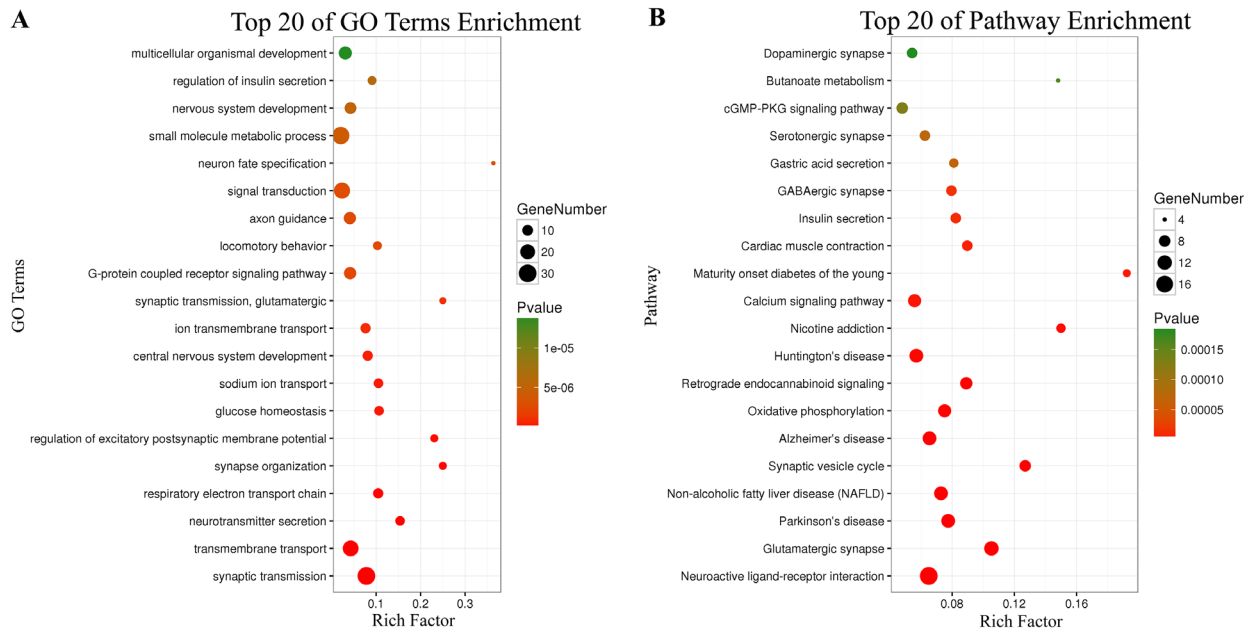 A
Top 20 of GO Terms Enrichment
multicellular organismal development
regulation of insulin secretion
nervous system development
small molecule metabolic process
neuron fate specification
signal transduction
axon guidance
locomotory behavior
G-protein coupled receptor signaling pathway
synaptic transmission, glutamatergic
ion transmembrane transport
central nervous system development
sodium ion transport
glucose homeostasis
regulation of excitatory postsynaptic membrane potential
synapse organization
respiratory electron transport chain
neurotransmitter secretion
transmembrane transport
synaptic transmission
GO Terms
0.1 0.2 0.3
Rich Factor
GeneNumber
10
20
30
Pvalue
1e-05
5e-06
B
Top 20 of Pathway Enrichment
Dopaminergic synapse
Butanoate metabolism
cGMP-PKG signaling pathway
Serotonergic synapse
Gastric acid secretion
GABAergic synapse
Insulin secretion
Cardiac muscle contraction
Maturity onset diabetes of the young
Calcium signaling pathway
Nicotine addiction
Huntington's disease
Retrograde endocannabinoid signaling
Oxidative phosphorylation
Alzheimer's disease
Synaptic vesicle cycle
Non-alcoholic fatty liver disease (NAFLD)
Parkinson's disease
Glutamatergic synapse
Neuroactive ligand-receptor interaction
Pathway
0.08 0.12 0.16
Rich Factor
GeneNumber
4
8
12
16
Pvalue
0.00015
0.00010
0.00005